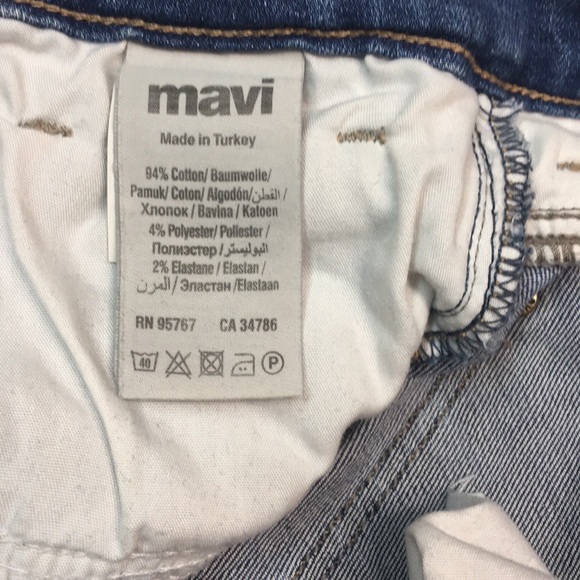 mavi
Made in Turkey
94% Cotton/ Baumwolle/
Pamuk/ Coton/ Algodón/القطن/
Хлопок / Bavlna / Katoen
4% Polyester/ Poliester /
Полиэстер/البوليستر/
2% Elastane / Elastan /
المرن/Эластан/Elastaan
RN 95767 CA 34786
40 P